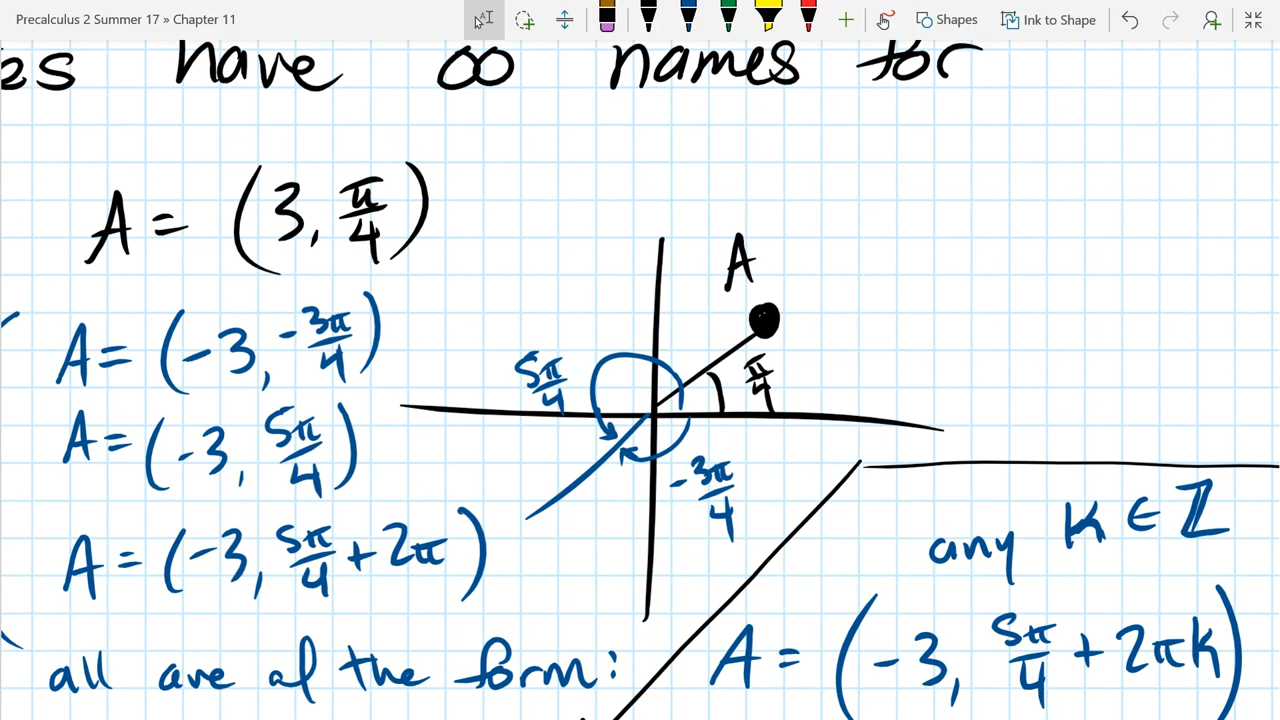 Precalculus 2 Summer 17 » Chapter 11
Shapes
Ink to Shape
have ∞ names for
A = (3, π/4)
A
A = (-3, -3π/4)
5π/4
π/4
A = (-3, 5π/4)
-3π/4
A = (-3, 5π/4 + 2π)
any K ∈ ℤ
all are of the form:
A = (-3, 5π/4 + 2πk)